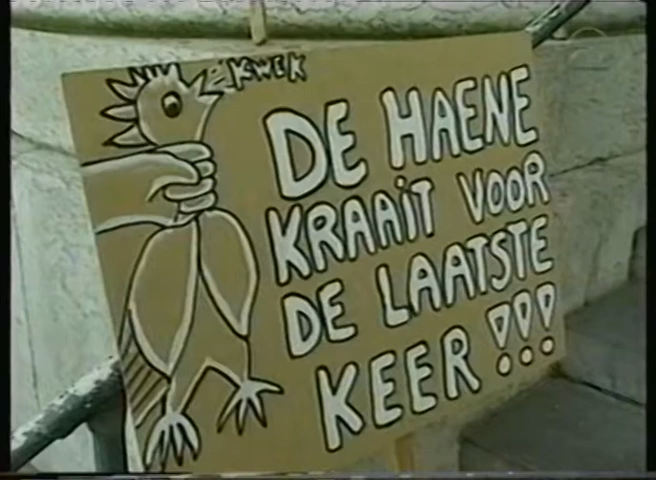 KWEK
DE HAENE
KRAAiT VOOR
DE LAATSTE
KEER !!!